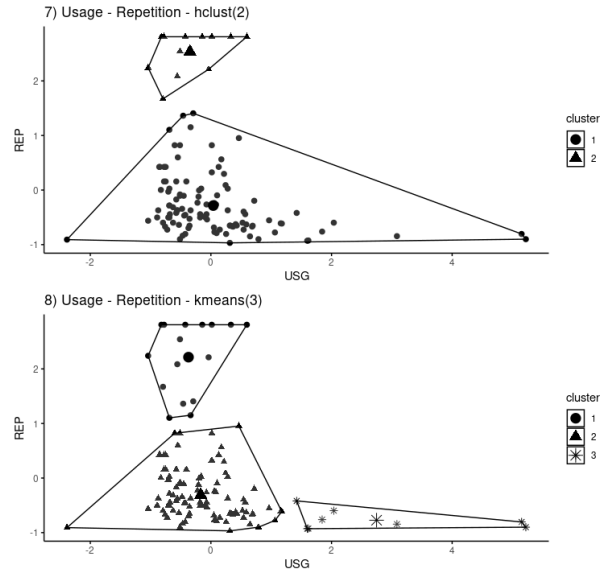 7) Usage - Repetition - hclust(2)
2
1
0
-1
REP
-2
0
2
4
USG
cluster
1
2
8) Usage - Repetition - kmeans(3)
2
1
0
-1
REP
-2
0
2
4
USG
cluster
1
2
3